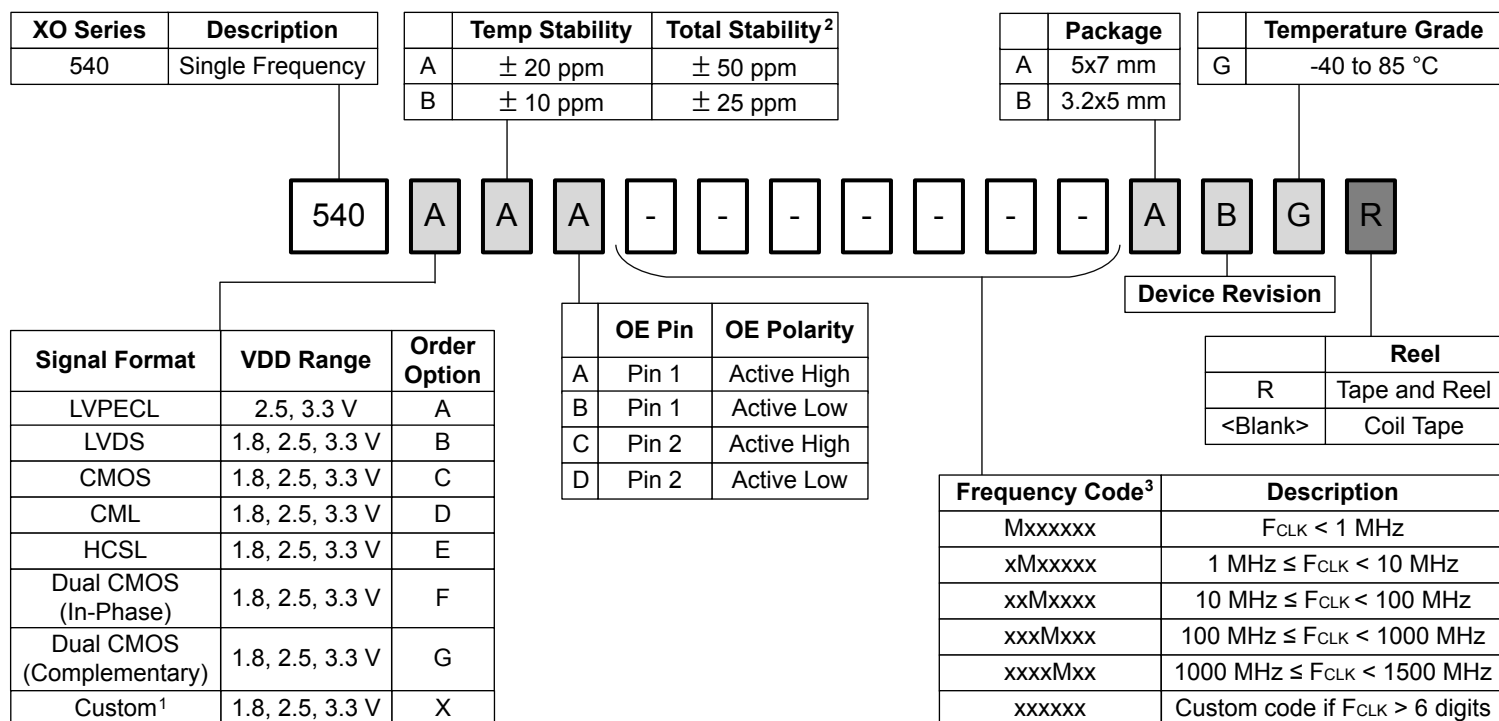 XO Series Description
540 Single Frequency
Temp Stability Total Stability²
A ± 20 ppm ± 50 ppm
B ± 10 ppm ± 25 ppm
Package
A 5x7 mm
B 3.2x5 mm
Temperature Grade
G -40 to 85 °C
540 A A A - - - - - - - A B G R
Device Revision
Signal Format VDD Range Order Option
LVPECL 2.5, 3.3 V A
LVDS 1.8, 2.5, 3.3 V B
CMOS 1.8, 2.5, 3.3 V C
CML 1.8, 2.5, 3.3 V D
HCSL 1.8, 2.5, 3.3 V E
Dual CMOS
(In-Phase) 1.8, 2.5, 3.3 V F
Dual CMOS
(Complementary) 1.8, 2.5, 3.3 V G
Custom¹ 1.8, 2.5, 3.3 V X
OE Pin OE Polarity
A Pin 1 Active High
B Pin 1 Active Low
C Pin 2 Active High
D Pin 2 Active Low
Reel
R Tape and Reel
<Blank> Coil Tape
Frequency Code³ Description
Mxxxxxx FCLK < 1 MHz
xMxxxxx 1 MHz ≤ FCLK < 10 MHz
xxMxxxx 10 MHz ≤ FCLK < 100 MHz
xxxMxxx 100 MHz ≤ FCLK < 1000 MHz
xxxxMxx 1000 MHz ≤ FCLK < 1500 MHz
xxxxxx Custom code if FCLK > 6 digits